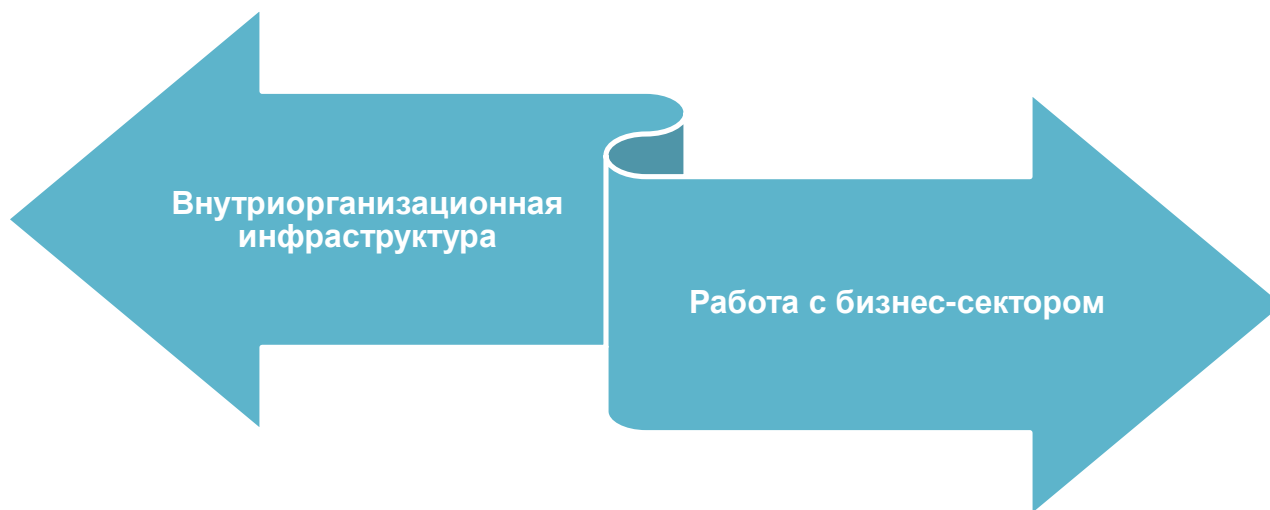 Внутриорганизационная
инфраструктура
Работа с бизнес-сектором